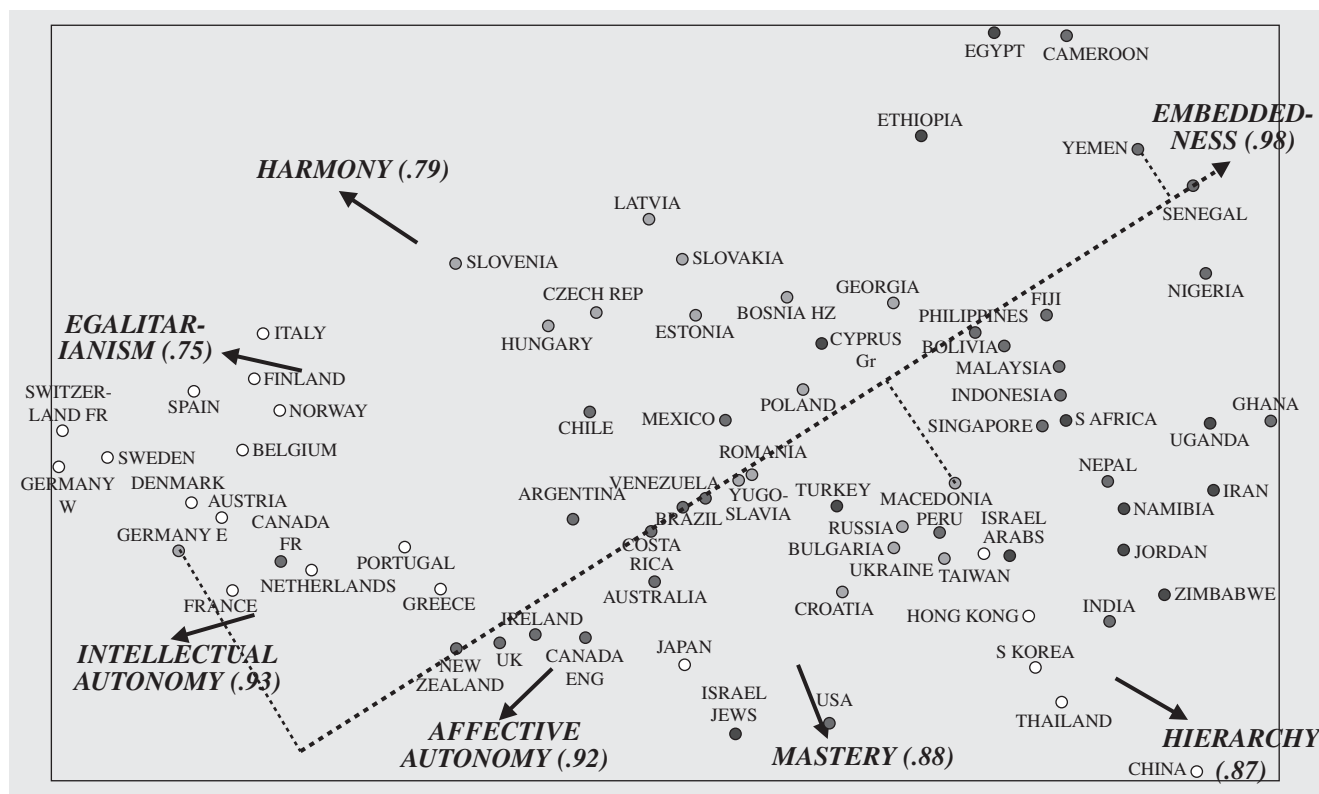 EGYPT
CAMEROON
ETHIOPIA
EMBEDDED-
NESS (.98)
YEMEN
HARMONY (.79)
LATVIA
SENEGAL
SLOVENIA
SLOVAKIA
NIGERIA
CZECH REP
BOSNIA HZ
GEORGIA
FIJI
EGALITAR-
IANISM (.75)
ITALY
HUNGARY
ESTONIA
CYPRUS
Gr
PHILIPPINES
BOLIVIA
MALAYSIA
SWITZER-
LAND FR
SPAIN
FINLAND
NORWAY
CHILE
MEXICO
POLAND
INDONESIA
SINGAPORE
S AFRICA
GHANA
UGANDA
BELGIUM
SWEDEN
GERMANY
W
DENMARK
AUSTRIA
ROMANIA
VENEZUELA
YUGO-
SLAVIA
ARGENTINA
BRAZIL
TURKEY
MACEDONIA
NEPAL
IRAN
NAMIBIA
GERMANY E
CANADA
FR
PORTUGAL
COSTA
RICA
RUSSIA
PERU
ISRAEL
ARABS
BULGARIA
UKRAINE
TAIWAN
JORDAN
NETHERLANDS
FRANCE
GREECE
AUSTRALIA
CROATIA
HONG KONG
INDIA
ZIMBABWE
INTELLECTUAL
AUTONOMY (.93)
IRELAND
NEW
ZEALAND
UK
CANADA
ENG
JAPAN
S KOREA
ISRAEL
JEWS
USA
THAILAND
AFFECTIVE
AUTONOMY (.92)
MASTERY (.88)
HIERARCHY
(.87)
CHINA